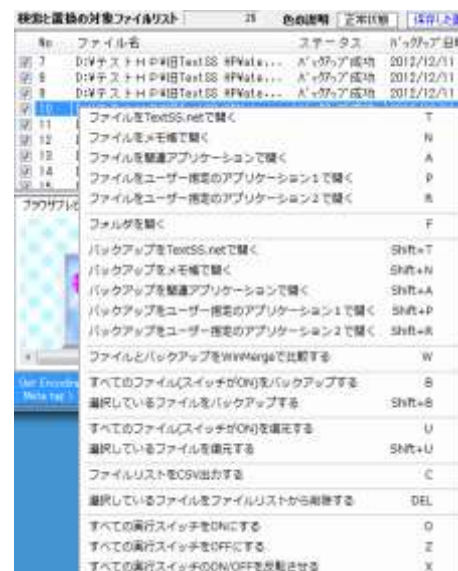 検索と置換の対象ファイルリスト 28 色の説明 正常状態 保存した
No ファイル名 ステータス ﾊﾞｯｸｱｯﾌﾟ日
7 D:¥テストHP¥旧TextSS HP¥ate... ﾊﾞｯｸｱｯﾌﾟ成功 2012/12/11
8 D:¥テストHP¥旧TextSS HP¥ate... ﾊﾞｯｸｱｯﾌﾟ成功 2012/12/11
9 D:¥テストHP¥旧TextSS HP¥ate... ﾊﾞｯｸｱｯﾌﾟ成功 2012/12/11
10
11
12
13
14
15
ファイルをTextSS.netで開く T
ファイルをメモ帳で開く N
ファイルを関連アプリケーションで開く A
ファイルをユーザー指定のアプリケーション1で開く P
ファイルをユーザー指定のアプリケーション2で開く R
フォルダを開く F
バックアップをTextSS.netで開く Shift+T
バックアップをメモ帳で開く Shift+N
バックアップを関連アプリケーションで開く Shift+A
バックアップをユーザー指定のアプリケーション1で開く Shift+P
バックアップをユーザー指定のアプリケーション2で開く Shift+R
ファイルとバックアップをWinMergeで比較する W
すべてのファイル(スイッチがON)をバックアップする B
選択しているファイルをバックアップする Shift+B
すべてのファイル(スイッチがON)を復元する U
選択しているファイルを復元する Shift+U
ファイルリストをCSV出力する C
選択しているファイルをファイルリストから削除する DEL
すべての実行スイッチをONにする O
すべての実行スイッチをOFFにする Z
すべての実行スイッチのON/OFFを反転させる X
ブラウザプレビ
Get Encoding
Meta tag